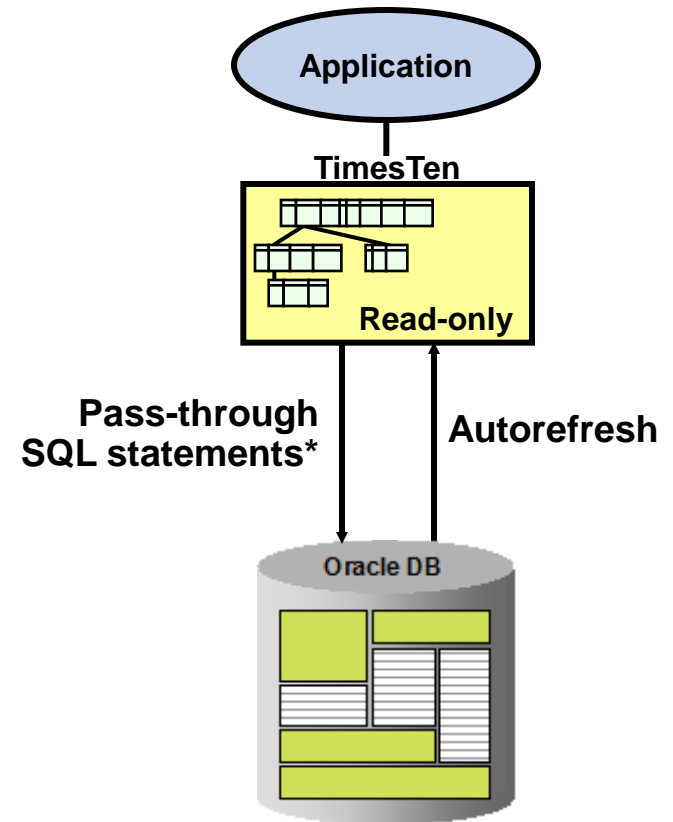 Application
TimesTen
Read-only
Pass-through
SQL statements*
Autorefresh
Oracle DB